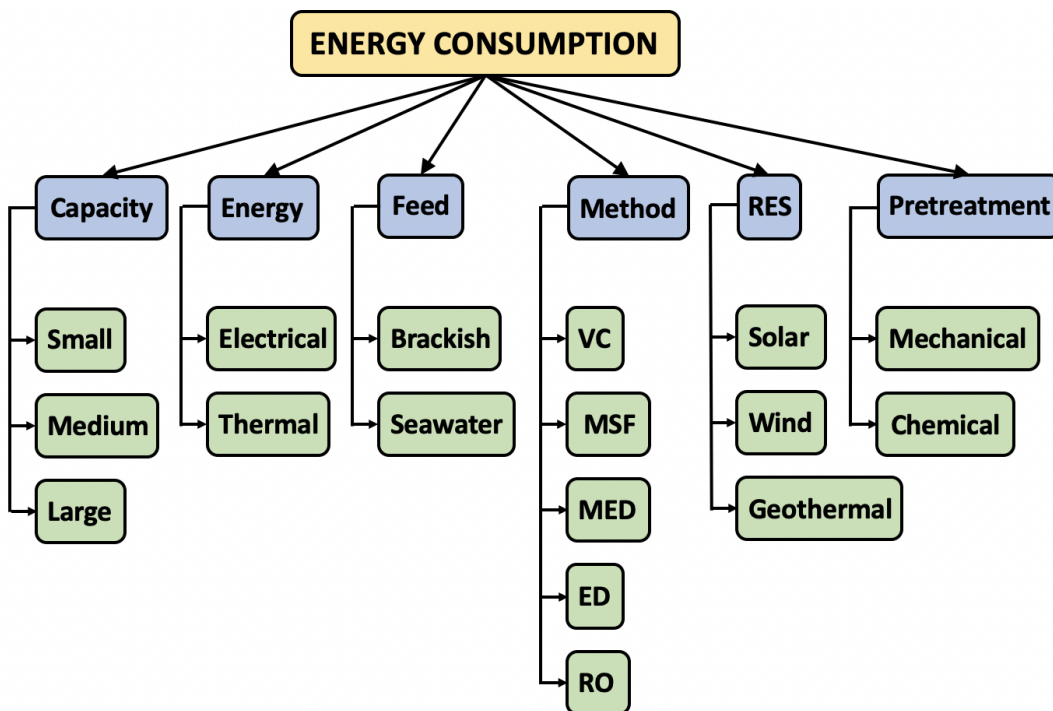 ENERGY CONSUMPTION
Capacity
Energy
Feed
Method
RES
Pretreatment
Small
Electrical
Brackish
VC
Solar
Mechanical
Medium
Thermal
Seawater
MSF
Wind
Chemical
Large
MED
Geothermal
ED
RO